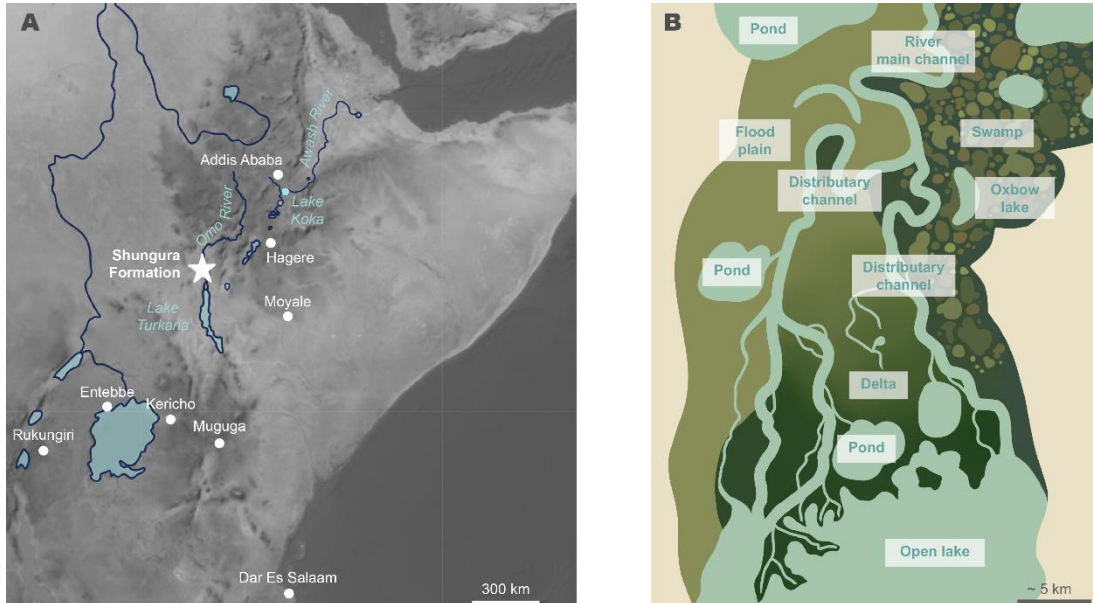 A
Addis Ababa
Awash River
Lake
Koka
Omo River
Hagere
Shungura
Formation
Moyale
Lake
Turkana
Entebbe
Kericho
Rukungiri
Muguga
Dar Es Salaam
300 km
B
Pond
River
main channel
Flood
plain
Swamp
Distributary
channel
Oxbow
lake
Pond
Distributary
channel
Delta
Pond
Open lake
~ 5 km